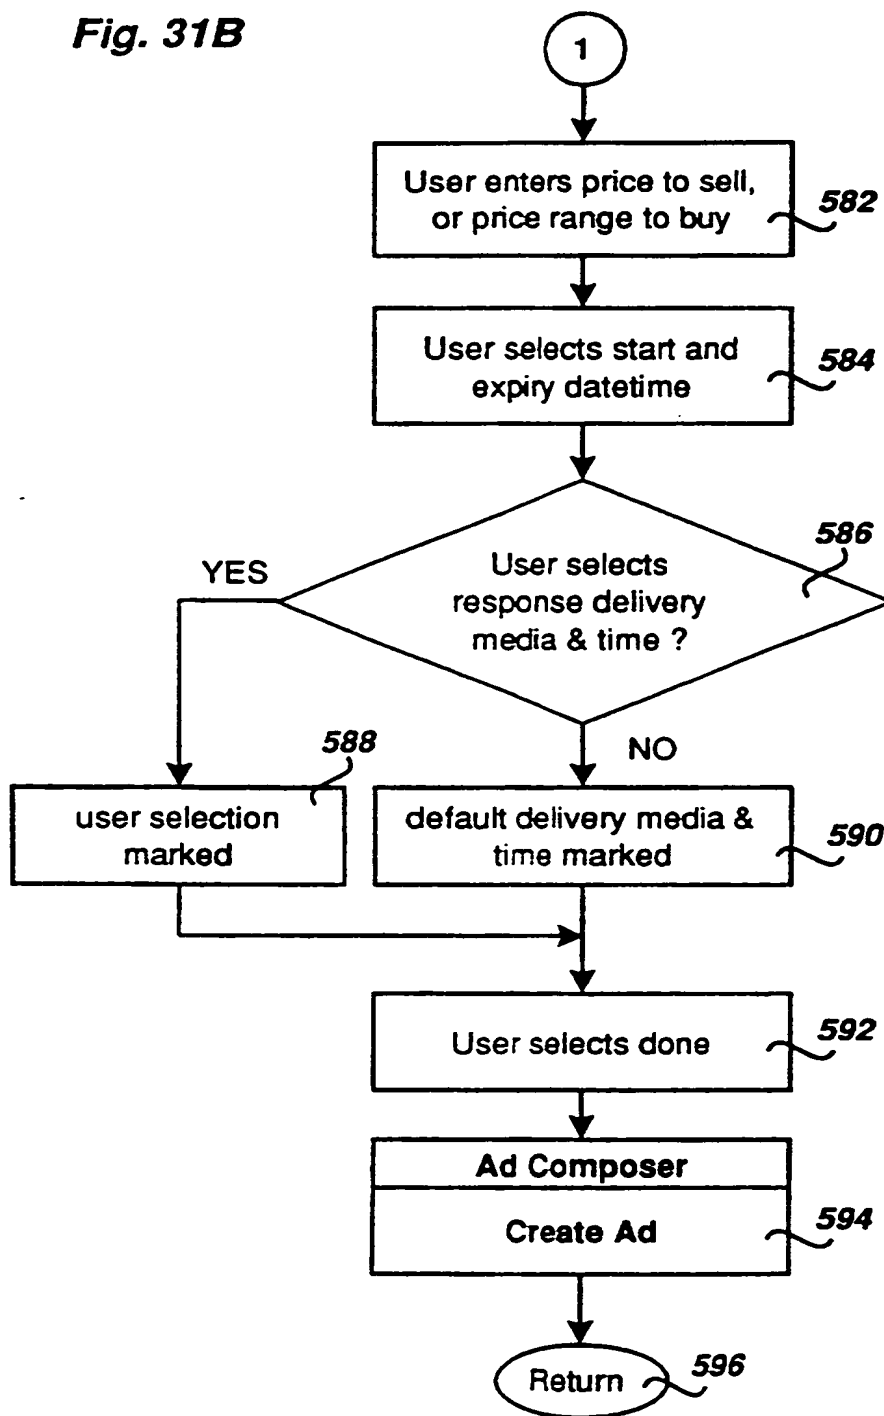 Fig. 31B
1
User enters price to sell,
or price range to buy
582
User selects start and
expiry datetime
584
586
User selects
response delivery
media & time ?
YES
NO
588
user selection
marked
default delivery media &
time marked
590
User selects done
592
Ad Composer
Create Ad
594
Return
596